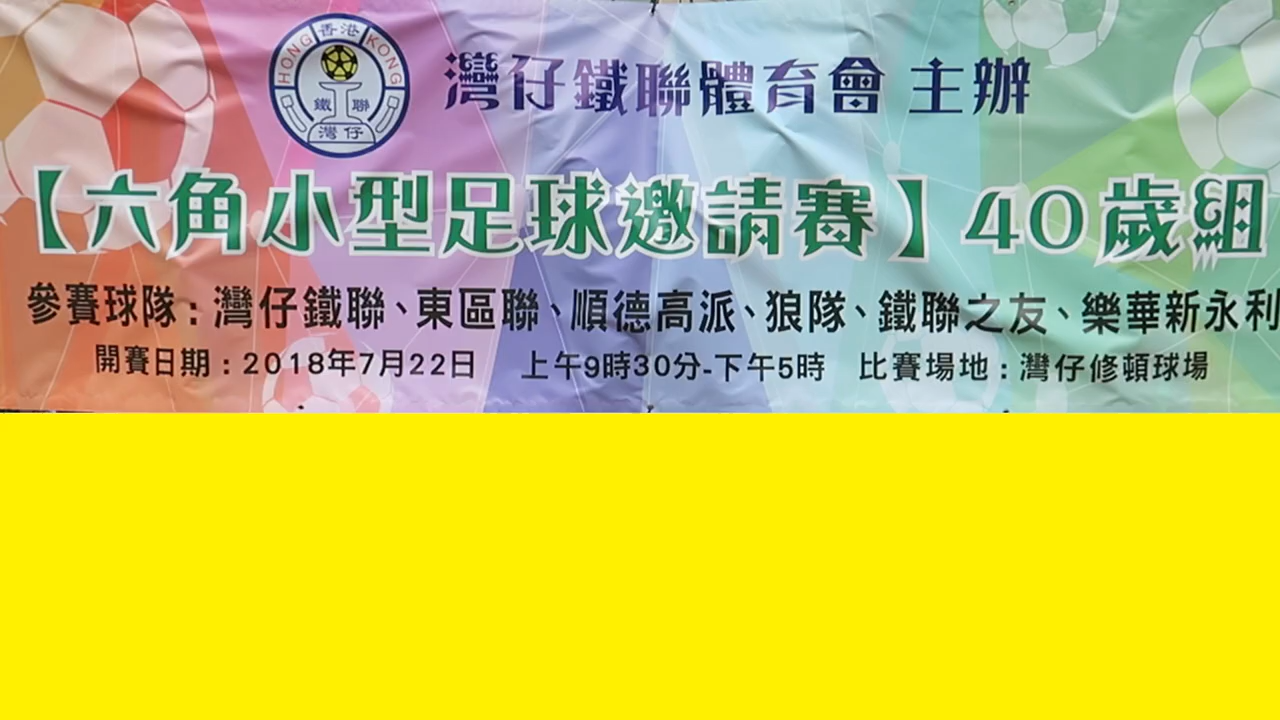 香港
HONG KONG
鐵聯
灣仔
灣仔鐵聯體育會 主辦
【六角小型足球邀請賽】40歲組
參賽球隊：灣仔鐵聯、東區聯、順德高派、狼隊、鐵聯之友、樂華新永利
開賽日期：2018年7月22日 上午9時30分-下午5時 比賽場地：灣仔修頓球場